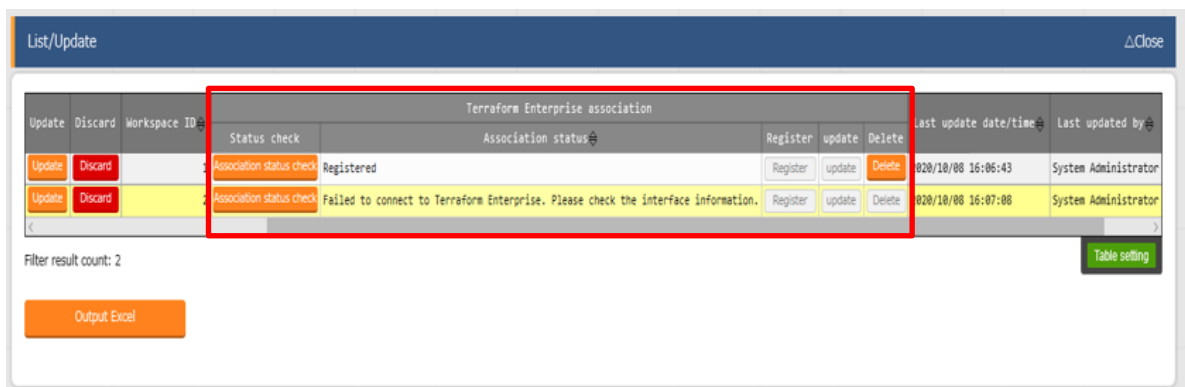 List/Update △Close
Terraform Enterprise association
Update Discard Workspace ID Status check Association status Register update Delete Last update date/time Last updated by
Update Discard 1 Association status check Registered Register update Delete 2020/10/08 16:06:43 System Administrator
Update Discard 2 Association status check Failed to connect to Terraform Enterprise. Please check the interface information. Register update Delete 2020/10/08 16:07:08 System Administrator
Filter result count: 2
Table setting
Output Excel